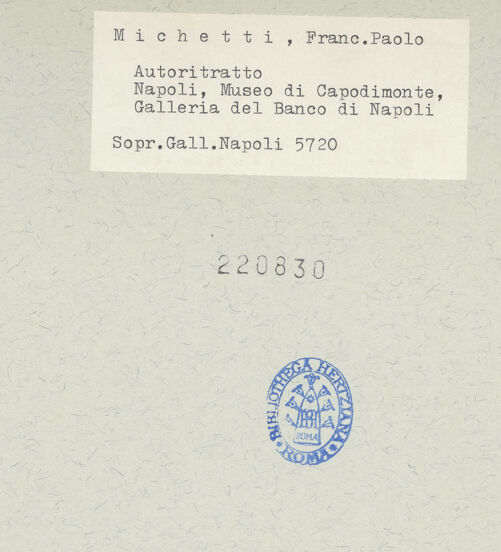 M i c h e t t i , Franc.Paolo
Autoritratto
Napoli, Museo di Capodimonte,
Galleria del Banco di Napoli
Sopr.Gall.Napoli 5720
220830
BIBLIOTHECA HERTZIANA
ROMA
ROMA